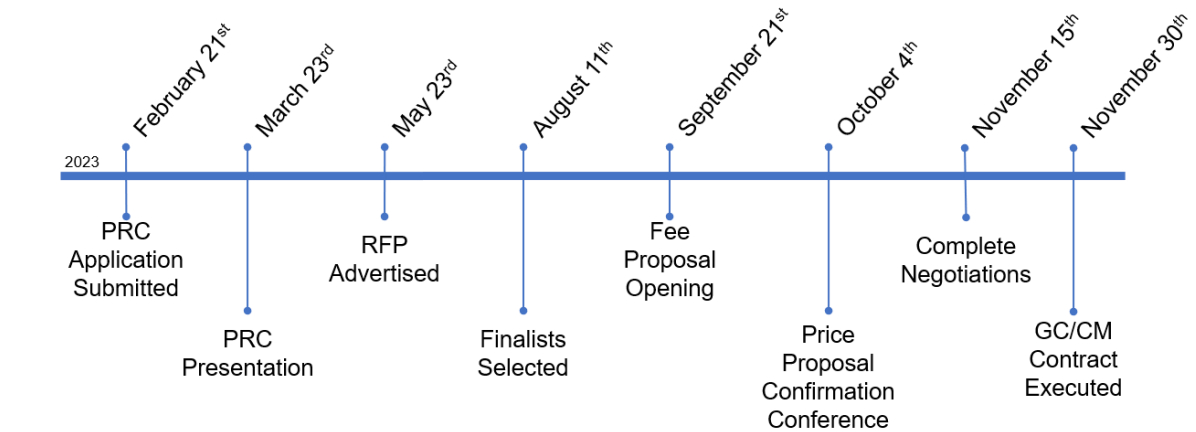 February 21st
March 23rd
May 23rd
August 11th
September 21st
October 4th
November 15th
November 30th
2023
PRC
Application
Submitted
PRC
Presentation
RFP
Advertised
Finalists
Selected
Fee
Proposal
Opening
Price
Proposal
Confirmation
Conference
Complete
Negotiations
GC/CM
Contract
Executed